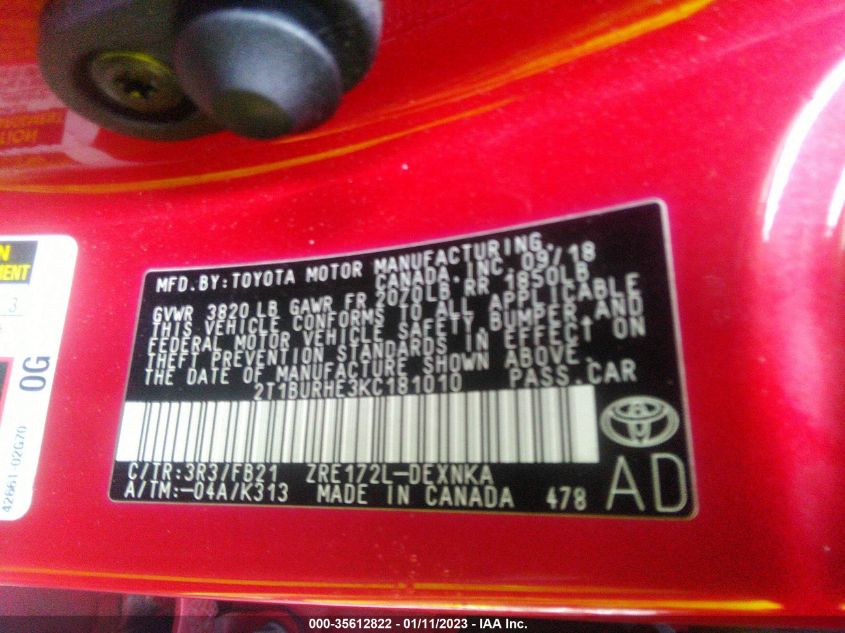 MFD.BY:TOYOTA MOTOR MANUFACTURING,
CANADA,INC. 09/18
GVWR 3820 LB GAWR FR 2070LB RR 1850LB
THIS VEHICLE CONFORMS TO ALL APPLICABLE
FEDERAL MOTOR VEHICLE SAFETY,BUMPER,AND
THEFT PREVENTION STANDARDS IN EFFECT ON
THE DATE OF MANUFACTURE SHOWN ABOVE.
2T1BURHE3KC181010 PASS.CAR
C/TR:3R3/FB21 ZRE172L-DEXNKA
A/TM:-04A/K313 MADE IN CANADA 478 AD
0G
42661-02G70
000-35612822 - 01/11/2023 - IAA Inc.